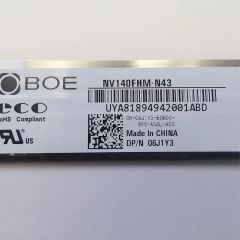 BOE
NV140FHM-N43
eco
RoHS Compliant
UYA81894942001ABD
Made In CHINA
DP/N 06J1Y3
US